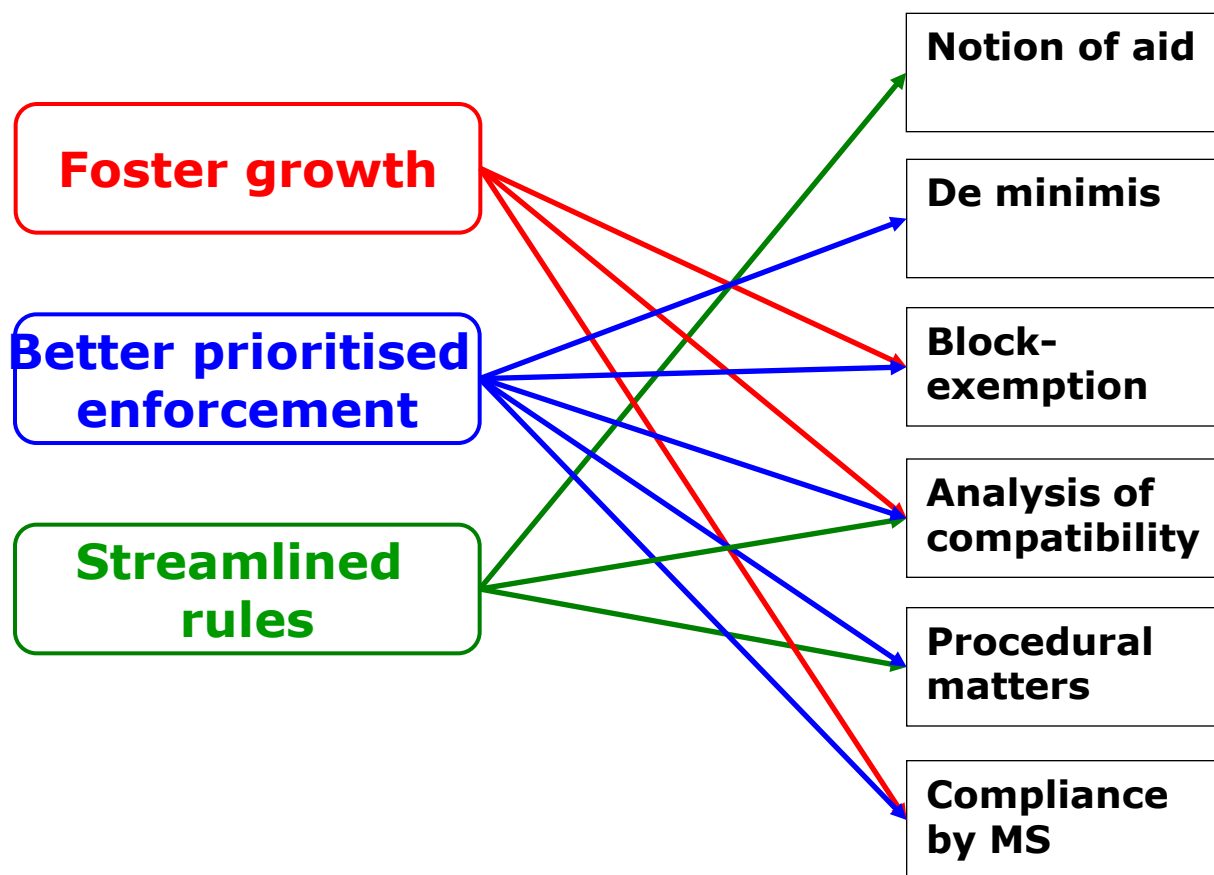 Foster growth
Better prioritised
enforcement
Streamlined
rules
Notion of aid
De minimis
Block-
exemption
Analysis of
compatibility
Procedural
matters
Compliance
by MS